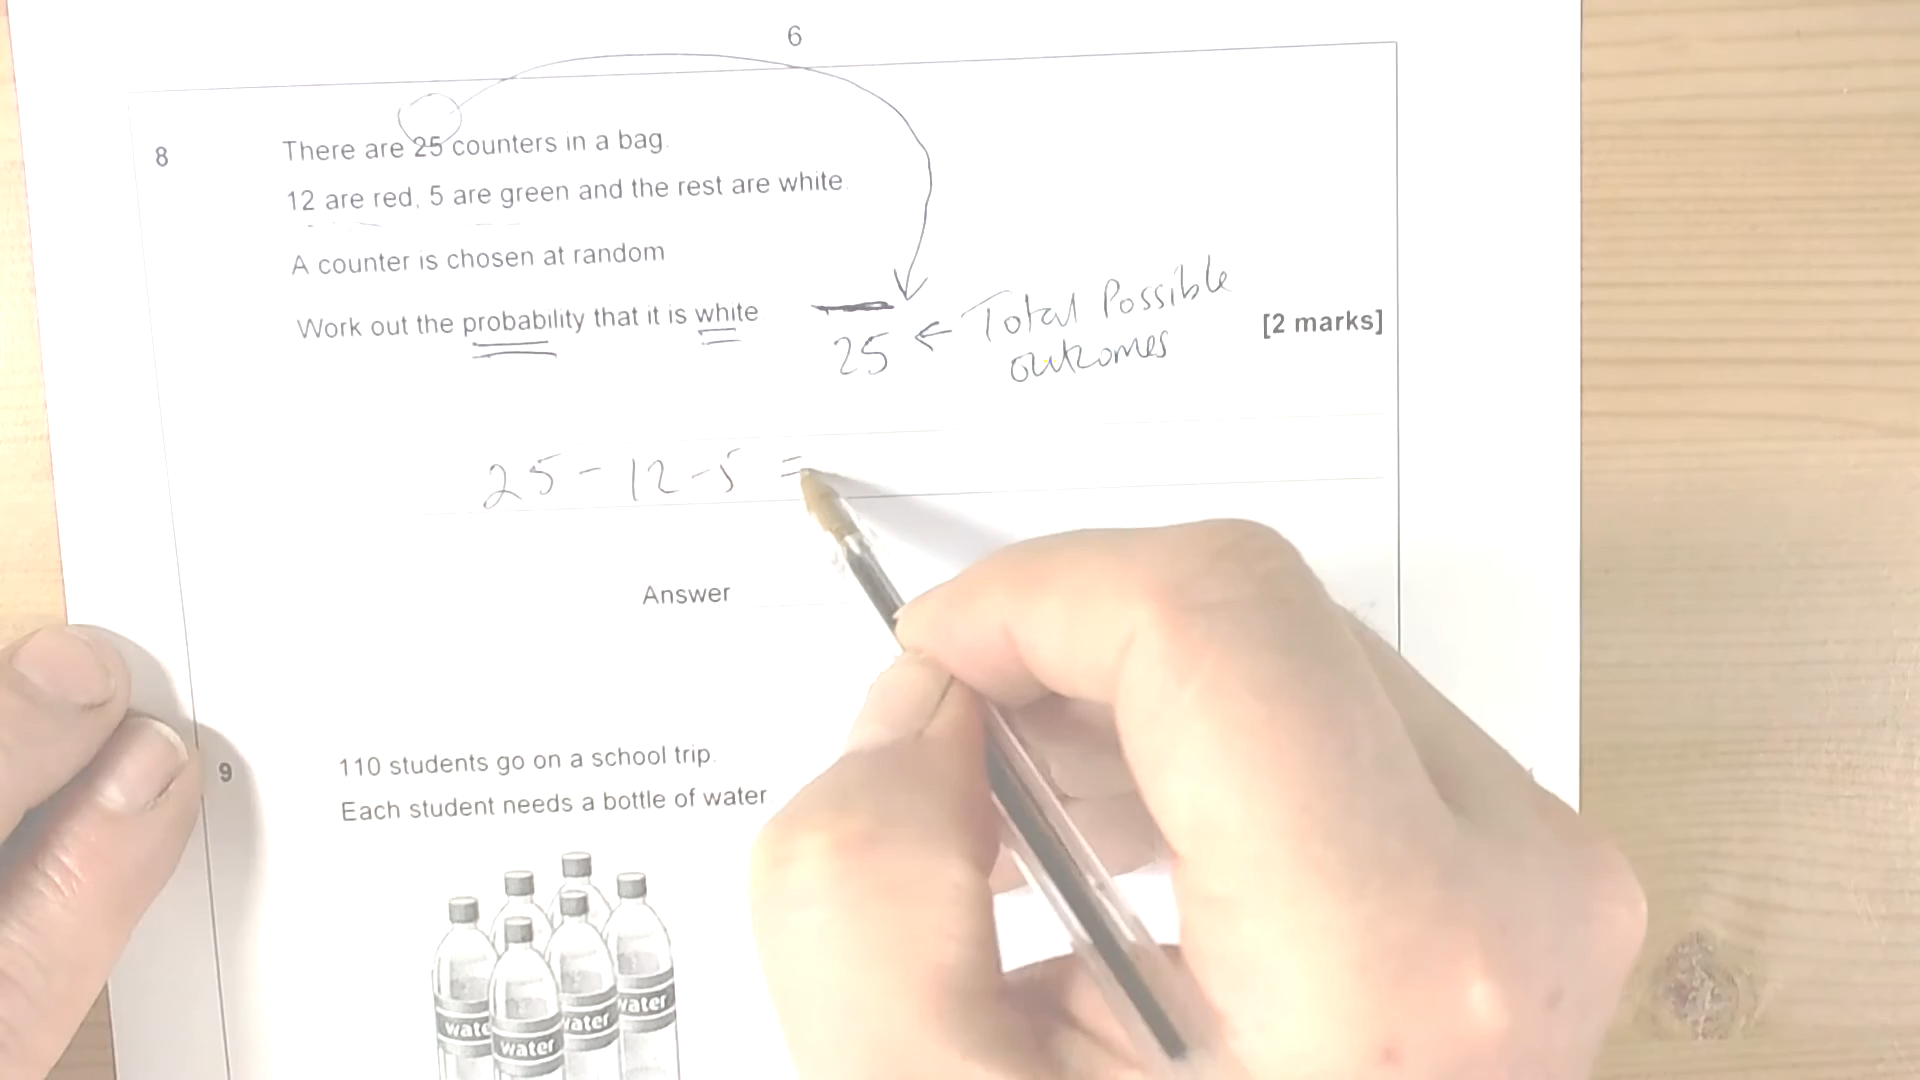 6
8
There are 25 counters in a bag.
12 are red, 5 are green and the rest are white.
A counter is chosen at random
Work out the probability that it is white
25 ← Total Possible
outcomes
[2 marks]
25 - 12 - 5 =
Answer
9
110 students go on a school trip.
Each student needs a bottle of water
wate
water
water
water